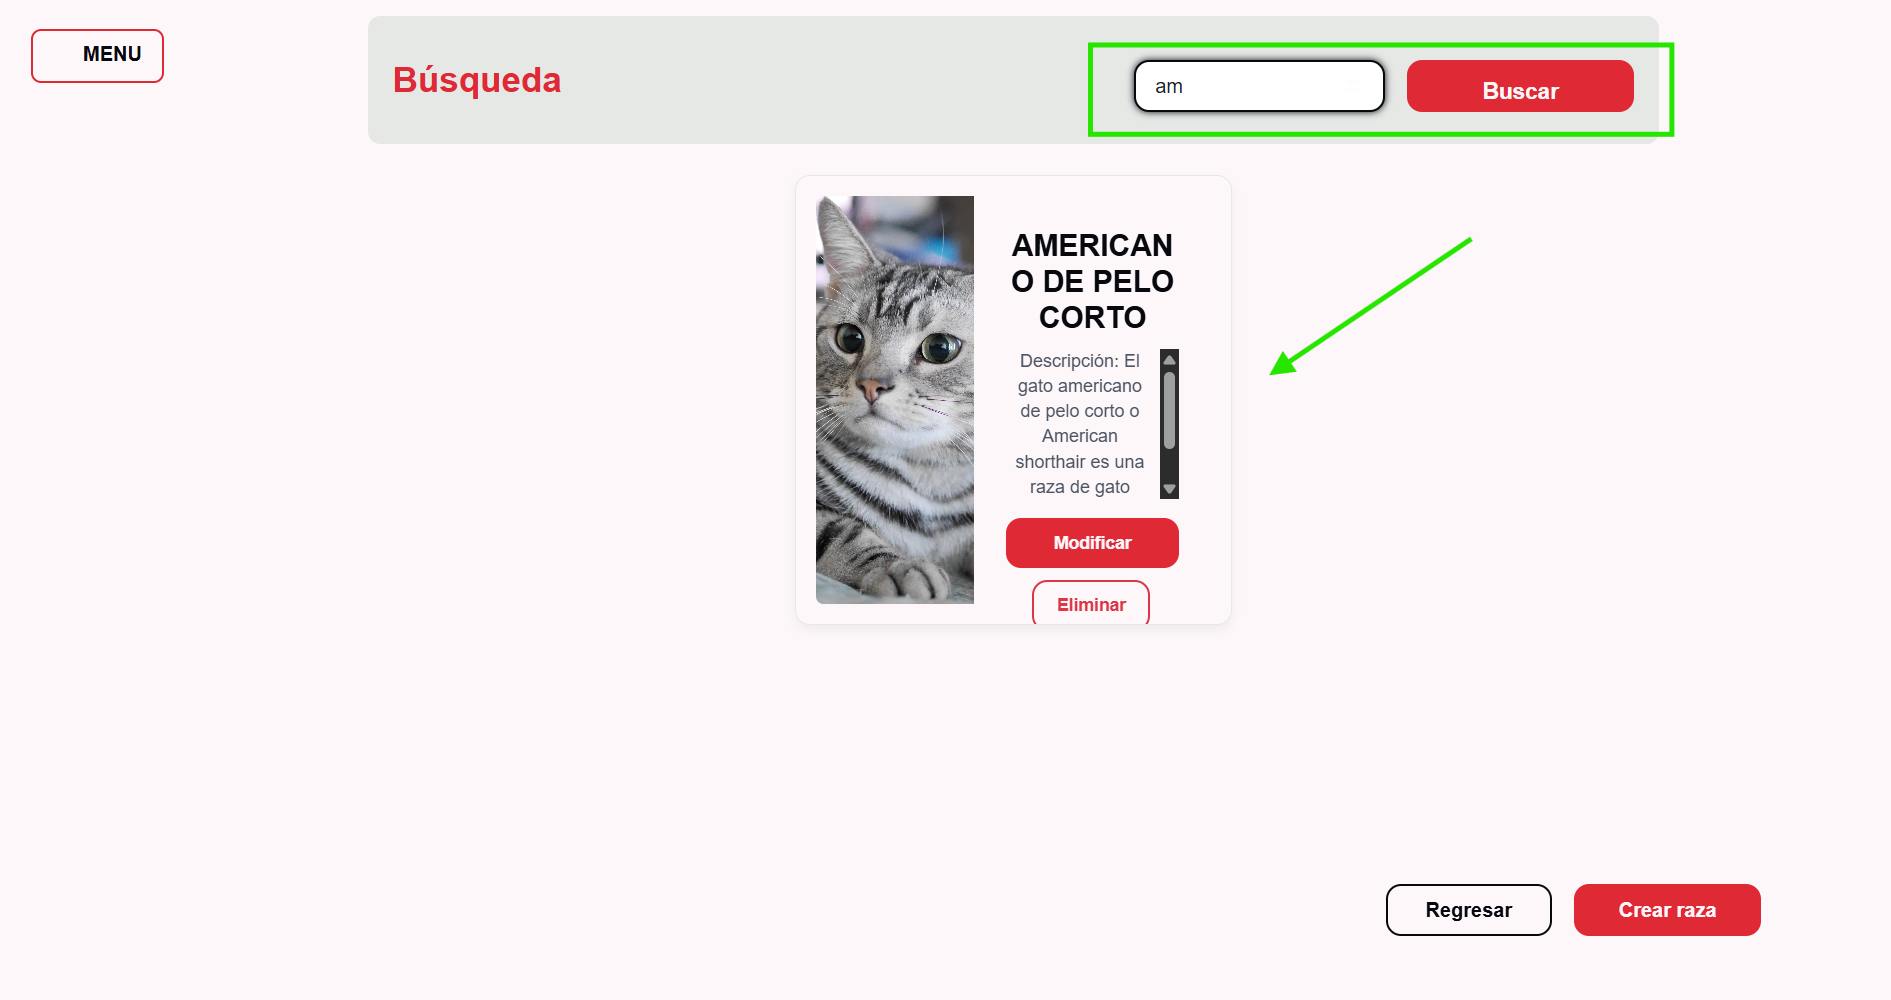 MENU
Búsqueda
am
Buscar
AMERICAN
O DE PELO
CORTO
Descripción: El
gato americano
de pelo corto o
American
shorthair es una
raza de gato
Modificar
Eliminar
Regresar
Crear raza